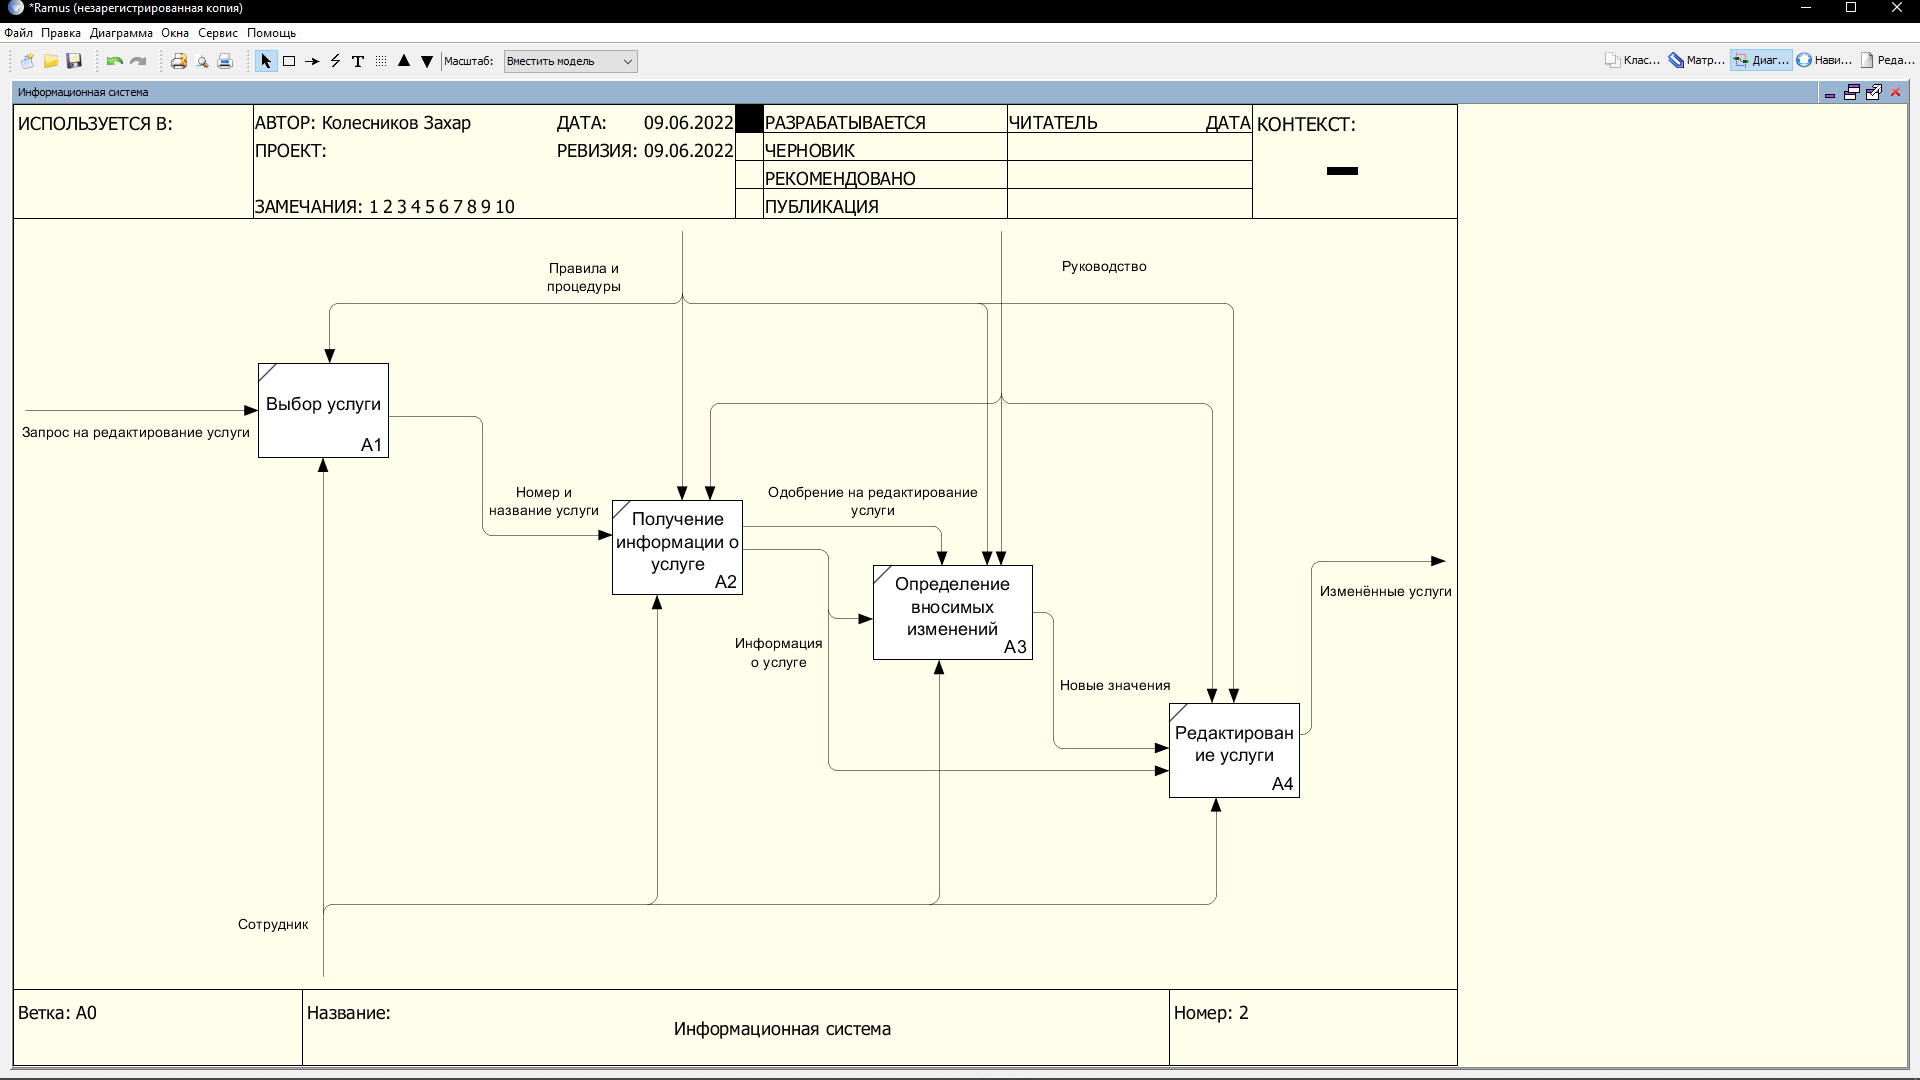 *Ramus (незарегистрированная копия)
Файл Правка Диаграмма Окна Сервис Помощь
Масштаб: Вместить модель Клас... Матр... Диаг... Нави... Реда...
Информационная система
ИСПОЛЬЗУЕТСЯ В:
АВТОР: Колесников Захар ДАТА: 09.06.2022
ПРОЕКТ: РЕВИЗИЯ: 09.06.2022
ЗАМЕЧАНИЯ: 1 2 3 4 5 6 7 8 9 10
РАЗРАБАТЫВАЕТСЯ
ЧЕРНОВИК
РЕКОМЕНДОВАНО
ПУБЛИКАЦИЯ
ЧИТАТЕЛЬ ДАТА
КОНТЕКСТ:
Правила и
процедуры
Руководство
Выбор услуги
A1
Запрос на редактирование услуги
Номер и
название услуги
Получение
информации о
услуге
A2
Одобрение на редактирование
услуги
Определение
вносимых
изменений
A3
Информация
о услуге
Изменённые услуги
Новые значения
Редактирован
ие услуги
A4
Сотрудник
Ветка: A0
Название:
Информационная система
Номер: 2